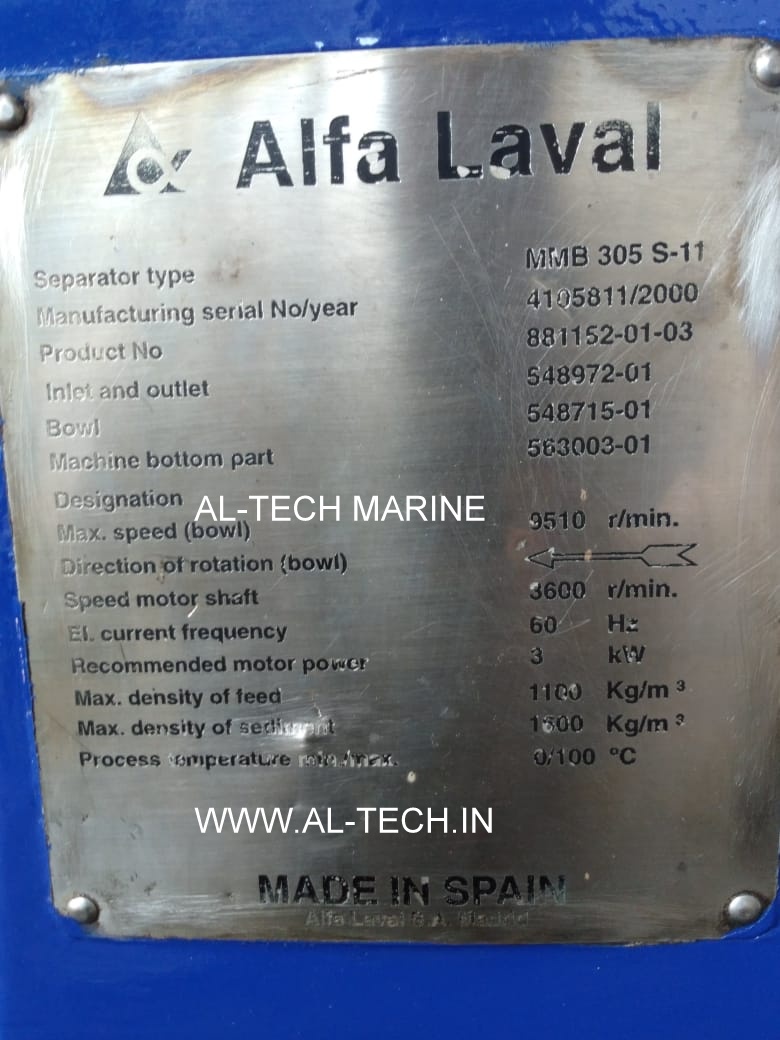 Alfa Laval
Separator type MMB 305 S-11
Manufacturing serial No/year 4105811/2000
Product No 881152-01-03
Inlet and outlet 548972-01
Bowl 548715-01
Machine bottom part 563003-01
Designation
AL-TECH MARINE
Max. speed (bowl) 9510 r/min.
Direction of rotation (bowl)
Speed motor shaft 3600 r/min.
El. current frequency 60 Hz
Recommended motor power 3 kW
Max. density of feed 1100 Kg/m³
Max. density of sediment Kg/m³
Process temperature min./max. 0/100 °C
WWW.AL-TECH.IN
MADE IN SPAIN
Alfa Laval S.A. Madrid